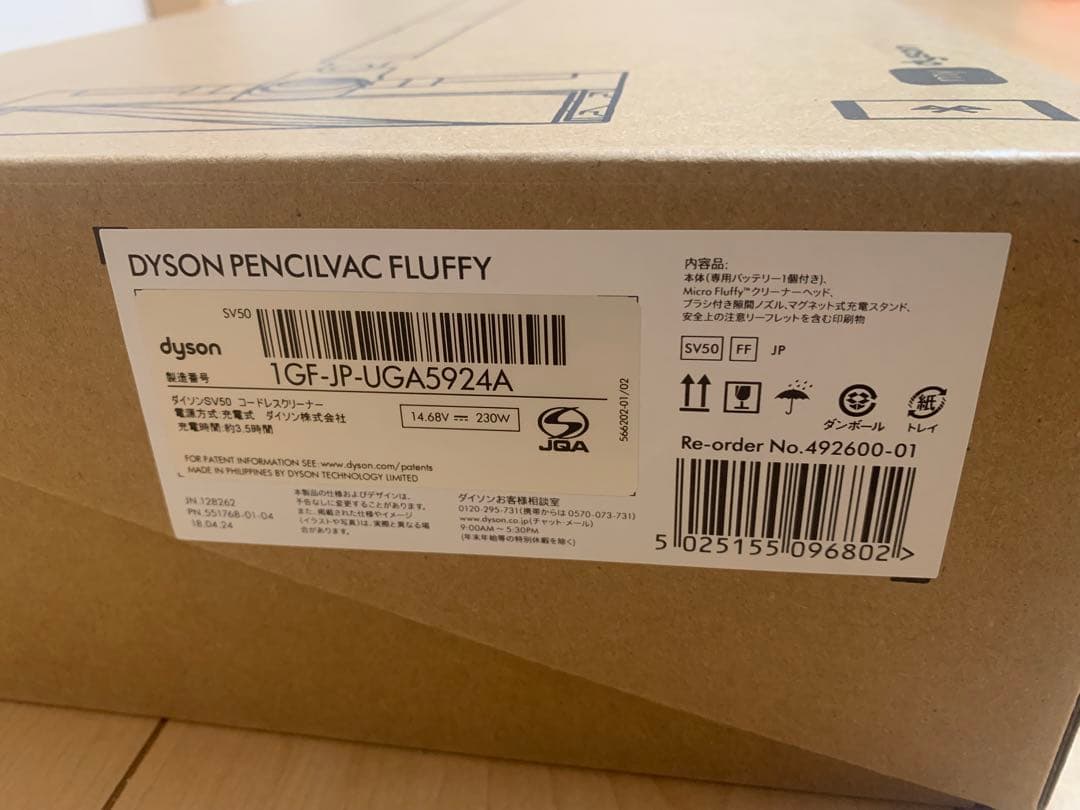 dyson
my
DYSON PENCILVAC FLUFFY
SV50
dyson
製造番号
1GF-JP-UGA5924A
ダイソンSV50 コードレスクリーナー
電源方式:充電式 ダイソン株式会社
充電時間:約3.5時間
14.68V 230W
JQA
566202-01/02
FOR PATENT INFORMATION SEE: www.dyson.com/patents
MADE IN PHILIPPINES BY DYSON TECHNOLOGY LIMITED
JN.128262
PN.551768-01-04
18.04.24
本製品の仕様およびデザインは、
予告なしに変更することがあります。
また、掲載された仕様やイメージ
(イラストや写真)は、実際と異なる場
合があります。
ダイソンお客様相談室
0120-295-731(携帯からは 0570-073-731)
www.dyson.co.jp(チャット・メール)
9:00AM～5:30PM
(年末年始等の特別休暇を除く)
内容品:
本体(専用バッテリー1個付き)、
Micro Fluffy™クリーナーヘッド、
ブラシ付き隙間ノズル、マグネット式充電スタンド、
安全上の注意リーフレットを含む印刷物
SV50 FF JP
紙
ダンボール トレイ
Re-order No.492600-01
5 025155 096802 >